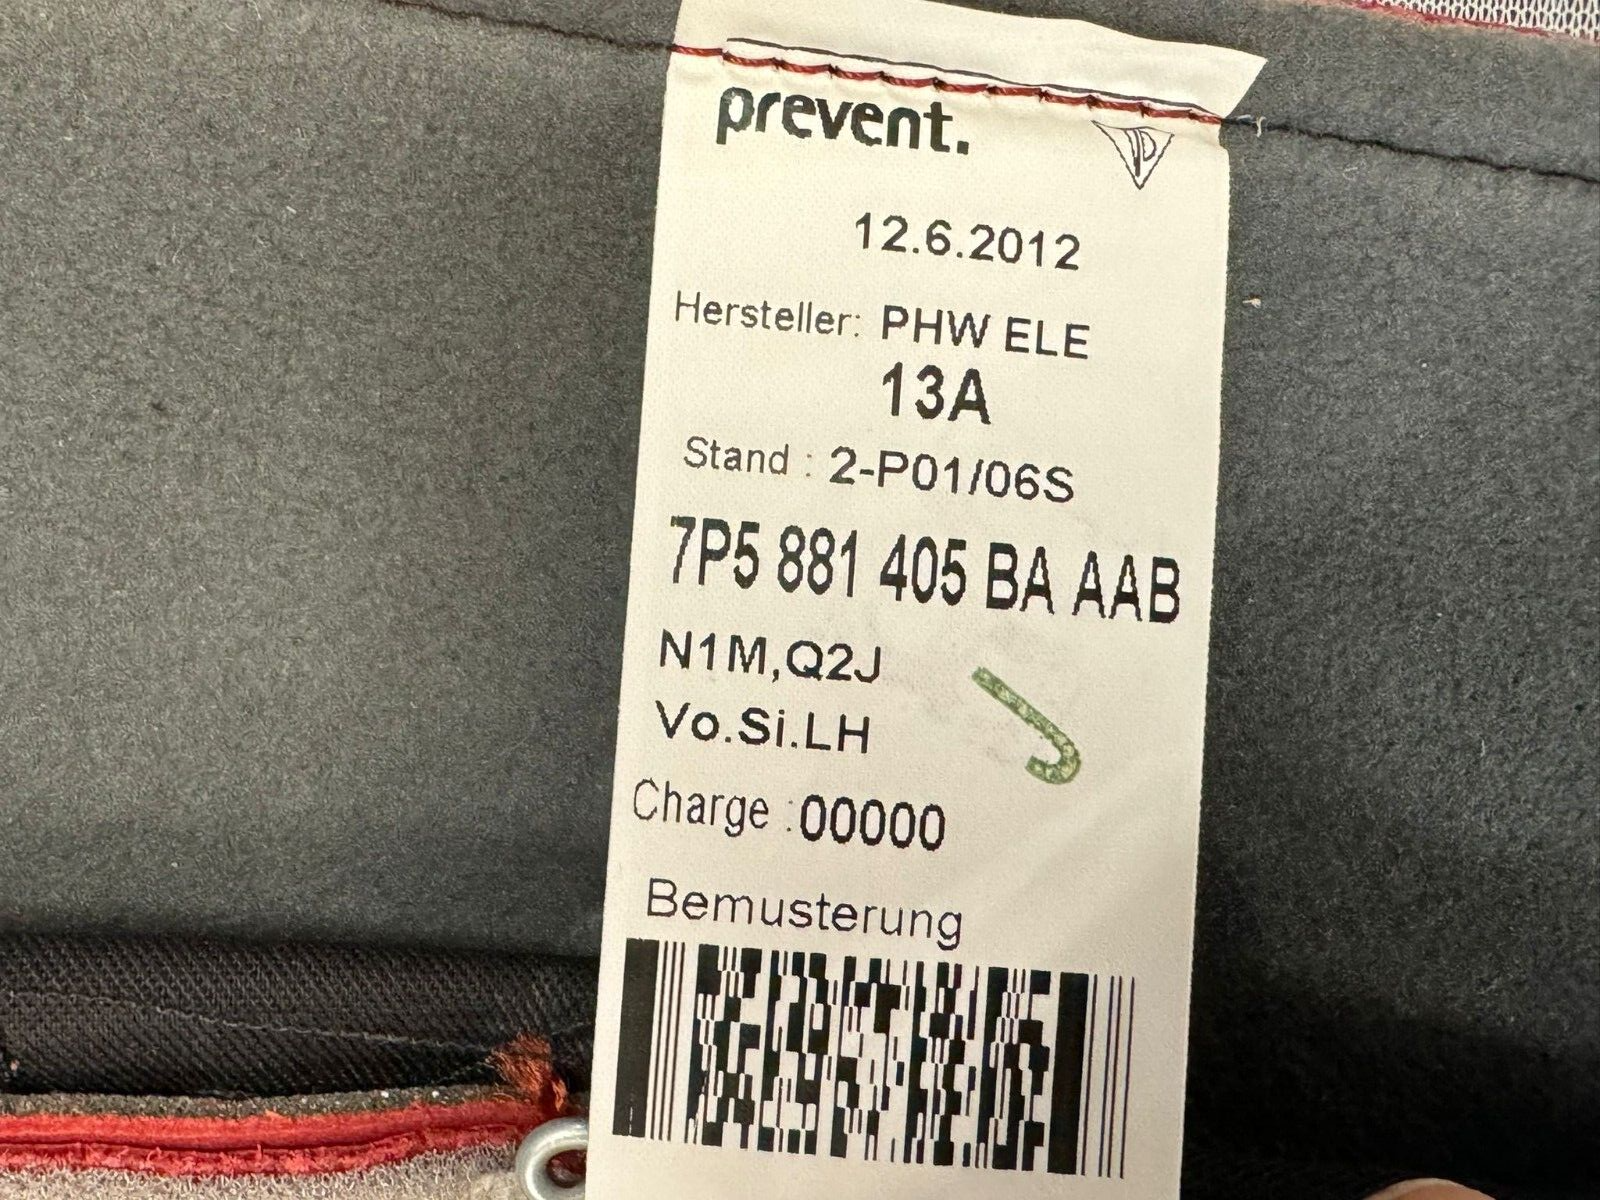 prevent.
12.6.2012
Hersteller: PHW ELE
13A
Stand : 2-P01/06S
7P5 881 405 BA AAB
N1M,Q2J
Vo.Si.LH
Charge :00000
Bemusterung